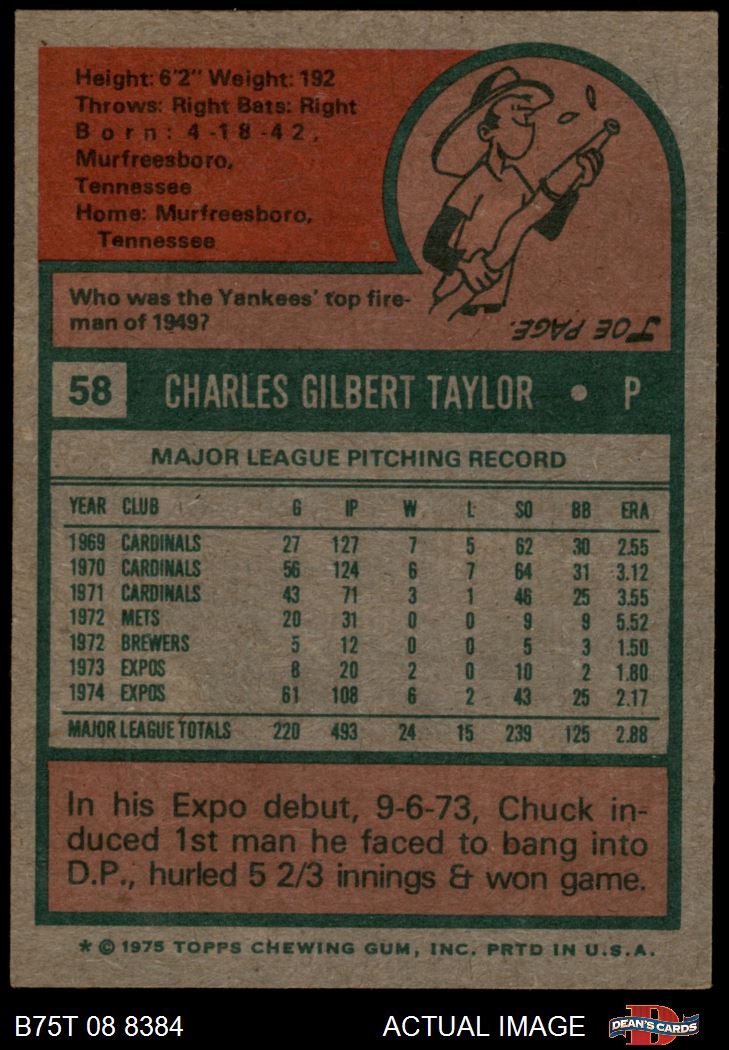 Height: 6'2" Weight: 192
Throws: Right Bats: Right
Born: 4-18-42,
Murfreesboro,
Tennessee
Home: Murfreesboro,
Tennessee
Who was the Yankees' top fire-
man of 1949?
JOE PAGE.
58 CHARLES GILBERT TAYLOR • P
MAJOR LEAGUE PITCHING RECORD
YEAR CLUB G IP W L SO BB ERA
1969 CARDINALS 27 127 7 5 62 30 2.55
1970 CARDINALS 56 124 6 7 64 31 3.12
1971 CARDINALS 43 71 3 1 46 25 3.55
1972 METS 20 31 0 0 9 9 5.52
1972 BREWERS 5 12 0 0 5 3 1.50
1973 EXPOS 8 20 2 0 10 2 1.80
1974 EXPOS 61 108 6 2 43 25 2.17
MAJOR LEAGUE TOTALS 220 493 24 15 239 125 2.88
In his Expo debut, 9-6-73, Chuck in-
duced 1st man he faced to bang into
D.P., hurled 5 2/3 innings & won game.
* © 1975 TOPPS CHEWING GUM, INC. PRTD IN U.S.A.
B75T 08 8384 ACTUAL IMAGE DEAN'S CARDS